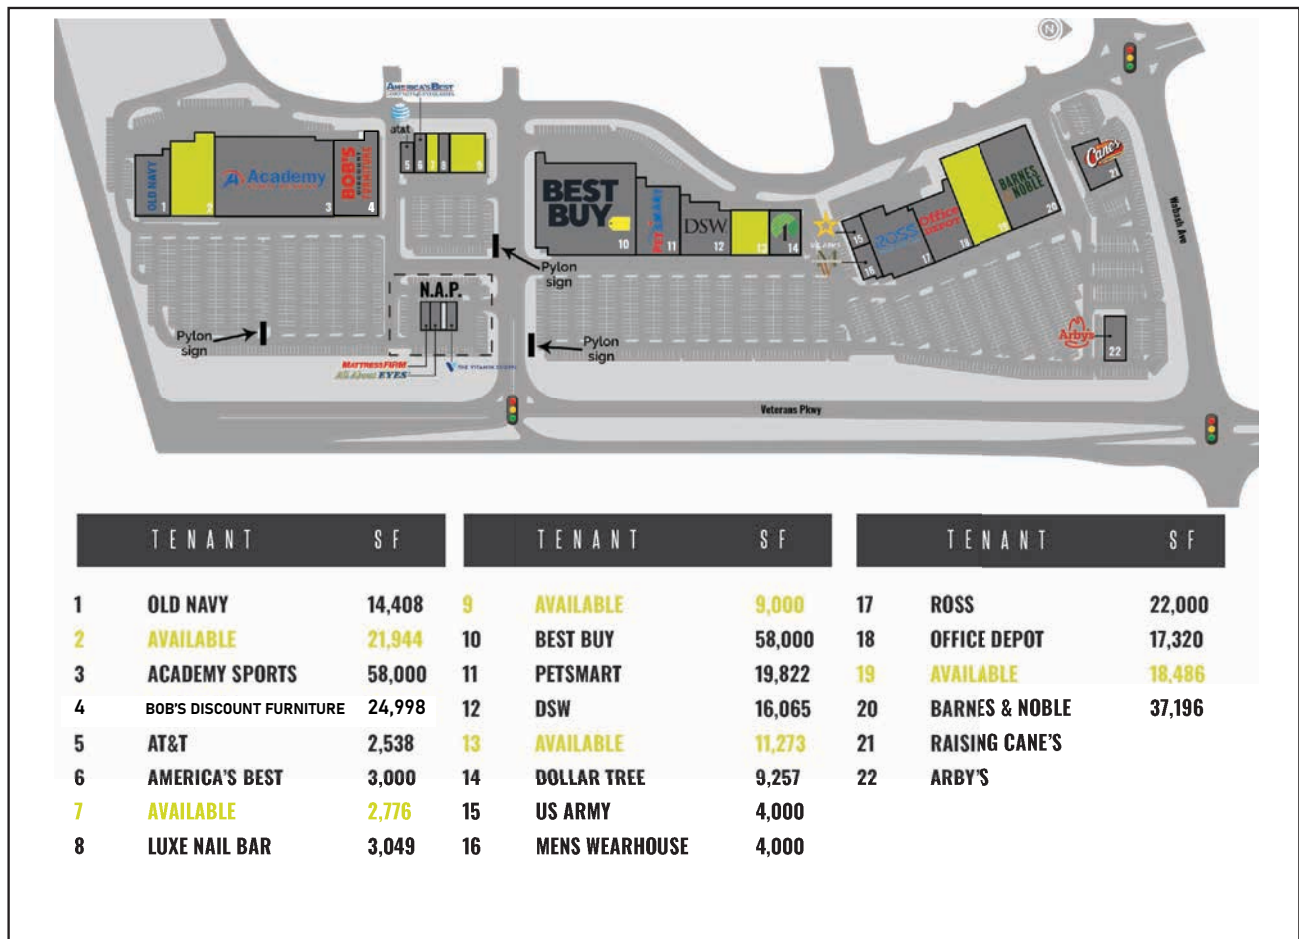 N
AMERICA'S BEST
at&t
OLD NAVY
1
2
Academy
3
BOB'S
DISCOUNT
FURNITURE
4
5
6
7
8
9
BEST
BUY
10
PETSMART
11
DSW
12
13
14
15
16
ROSS
17
Office
DEPOT
18
19
BARNES
NOBLE
20
Cane's
21
Wabash Ave
Pylon
sign
N.A.P.
Pylon
sign
Pylon
sign
Arby's
22
MATTRESSFIRM
All About EYES
THE VITAMIN SHOPPE
Veterans Pkwy
TENANT SF
1 OLD NAVY 14,408
2 AVAILABLE 21,944
3 ACADEMY SPORTS 58,000
4 BOB'S DISCOUNT FURNITURE 24,998
5 AT&T 2,538
6 AMERICA'S BEST 3,000
7 AVAILABLE 2,776
8 LUXE NAIL BAR 3,049
TENANT SF
9 AVAILABLE 9,000
10 BEST BUY 58,000
11 PETSMART 19,822
12 DSW 16,065
13 AVAILABLE 11,273
14 DOLLAR TREE 9,257
15 US ARMY 4,000
16 MENS WEARHOUSE 4,000
TENANT SF
17 ROSS 22,000
18 OFFICE DEPOT 17,320
19 AVAILABLE 18,486
20 BARNES & NOBLE 37,196
21 RAISING CANE'S
22 ARBY'S